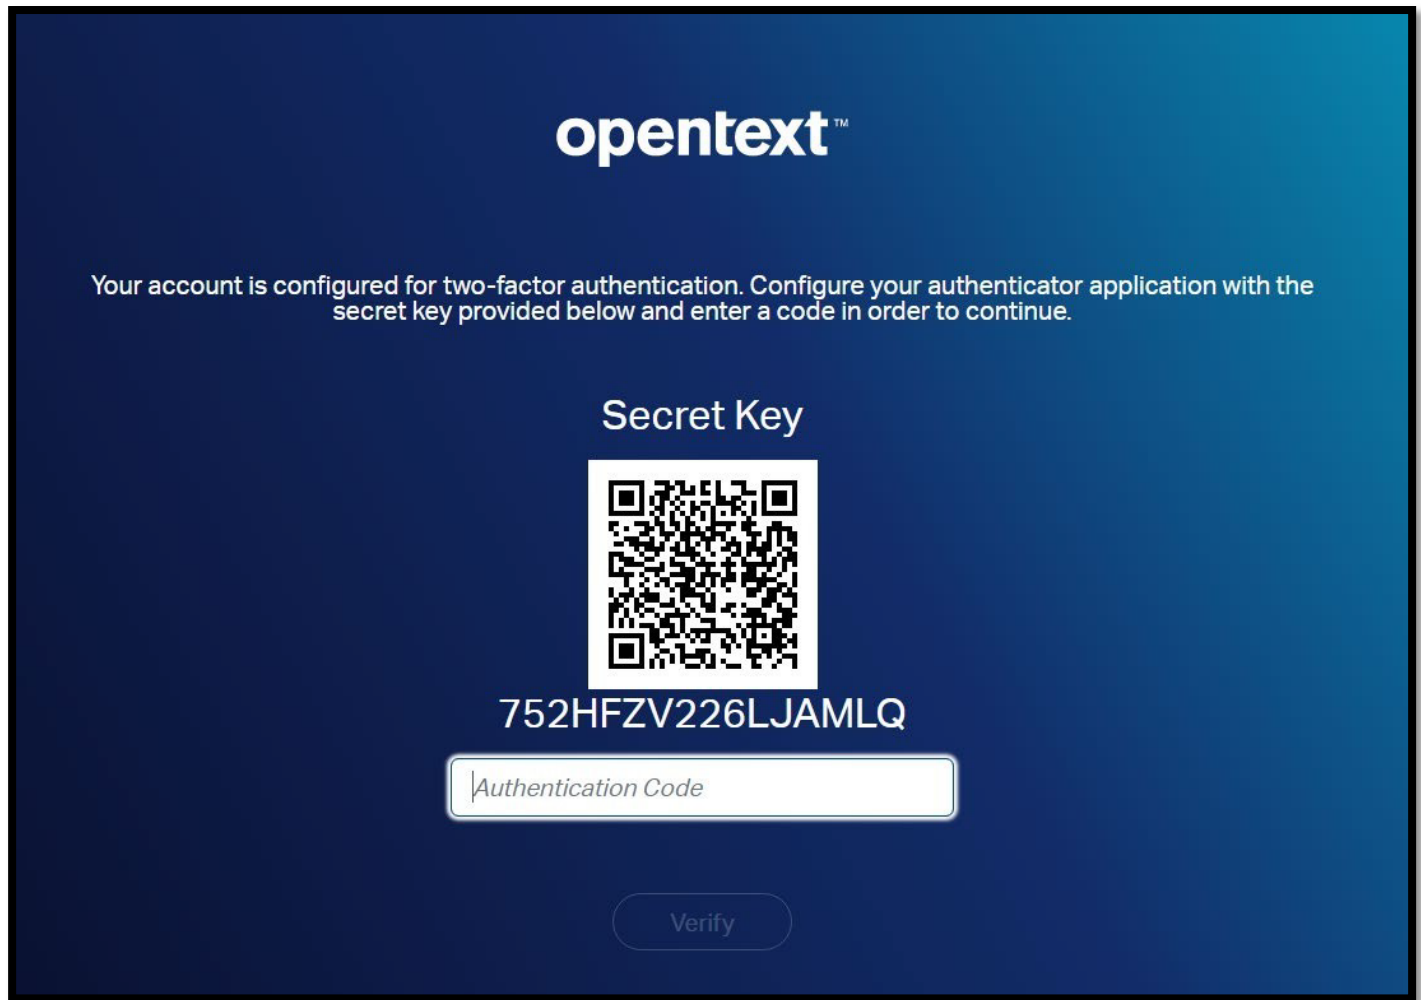 opentext™
Your account is configured for two-factor authentication. Configure your authenticator application with the
secret key provided below and enter a code in order to continue.
Secret Key
752HFZV226LJAMLQ
Authentication Code
Verify